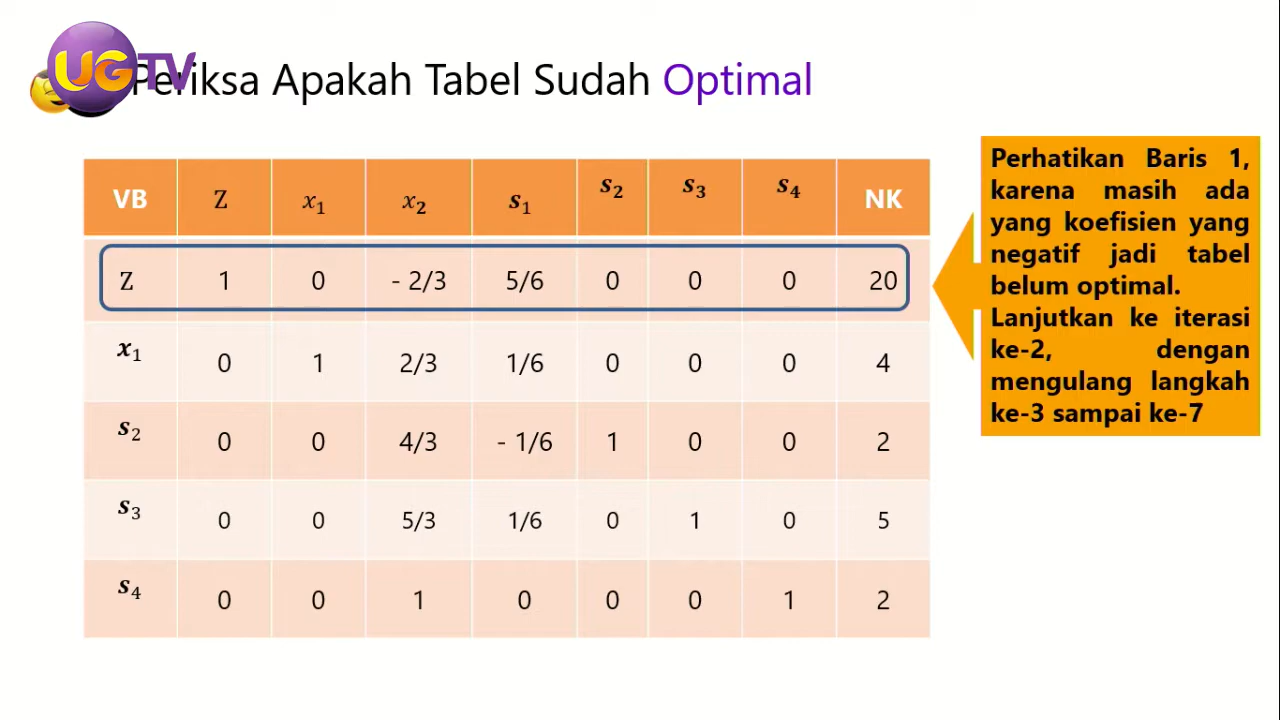 UGTV
Periksa Apakah Tabel Sudah Optimal
VB Z x₁ x₂ s₁ s₂ s₃ s₄ NK
Z 1 0 - 2/3 5/6 0 0 0 20
x₁ 0 1 2/3 1/6 0 0 0 4
s₂ 0 0 4/3 - 1/6 1 0 0 2
s₃ 0 0 5/3 1/6 0 1 0 5
s₄ 0 0 1 0 0 0 1 2
Perhatikan Baris 1,
karena masih ada
yang koefisien yang
negatif jadi tabel
belum optimal.
Lanjutkan ke iterasi
ke-2, dengan
mengulang langkah
ke-3 sampai ke-7